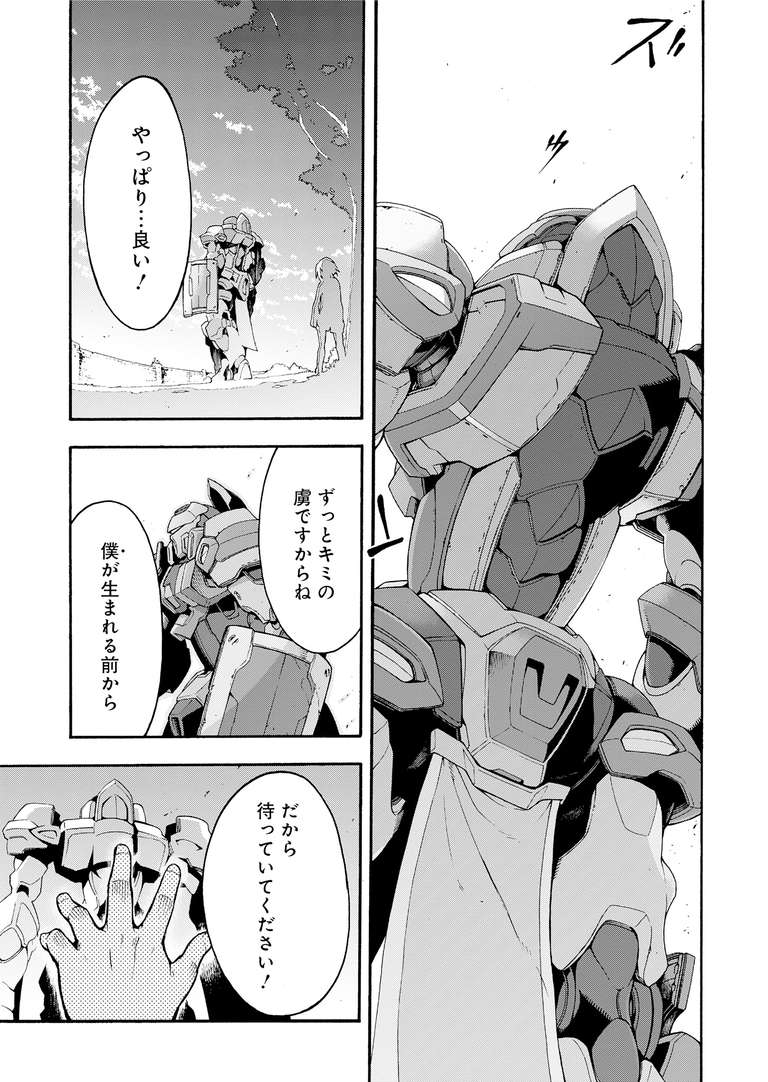 ズッ
やっぱり…良い！
ずっとキミの
虜ですからね
僕が生まれる前から
だから
待っていてください！